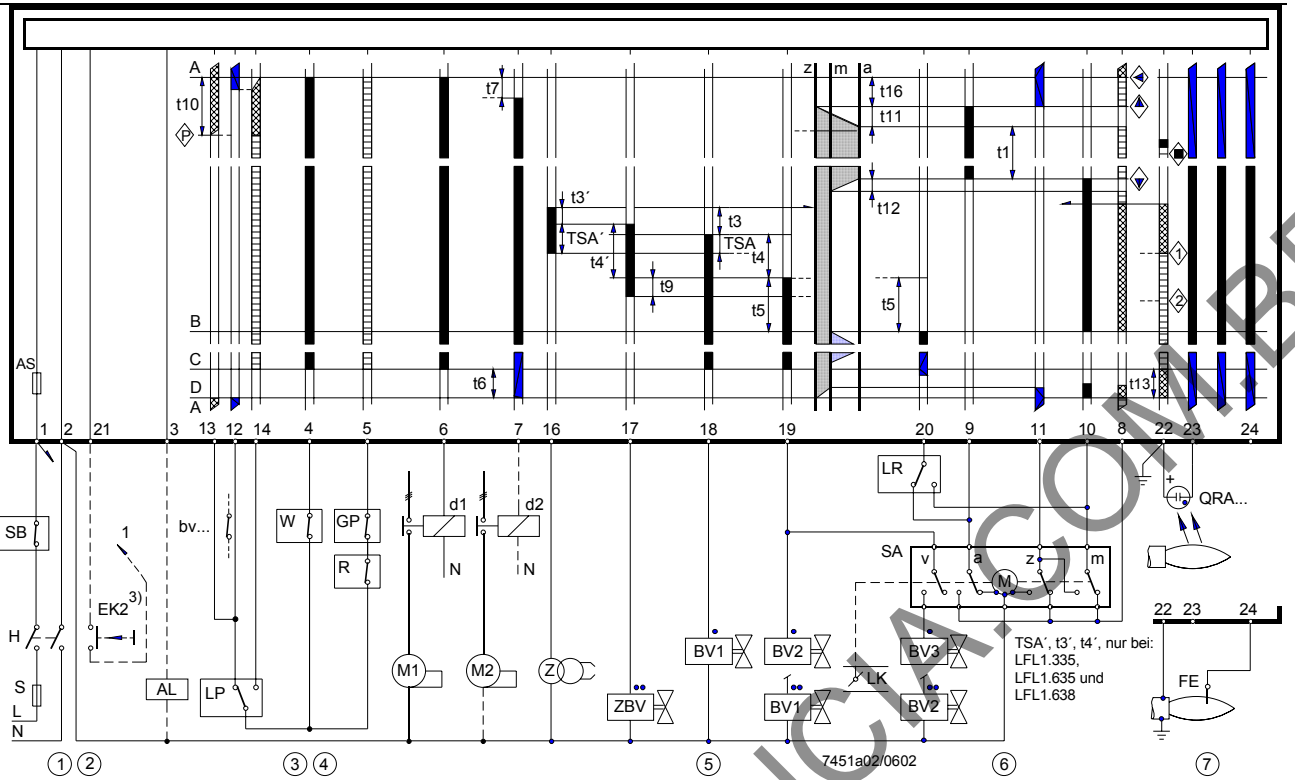 A
t10
P
t7
z m a
t16
t11
t1
t12
t3´
TSA´
t4´
t9
t3
TSA
t4
t5
t5
1
2
B
C
D
A
t6
t13
AS
1 2 21 3 13 12 14 4 5 6 7 16 17 18 19 20 9 11 10 8 22 23 24
SB
1
EK2 3)
H
S
L
N
AL
bv...
LP
W
GP
R
d1
N
d2
N
M1
M2
Z
ZBV
BV1
BV2
BV1
LR
SA
v a z m
M
LK
BV3
BV2
+
QRA...
22 23 24
FE
TSA´, t3´, t4´, nur bei:
LFL1.335,
LFL1.635 und
LFL1.638
7451a02/0602
1 2 3 4 5 6 7
CIA.COM.B